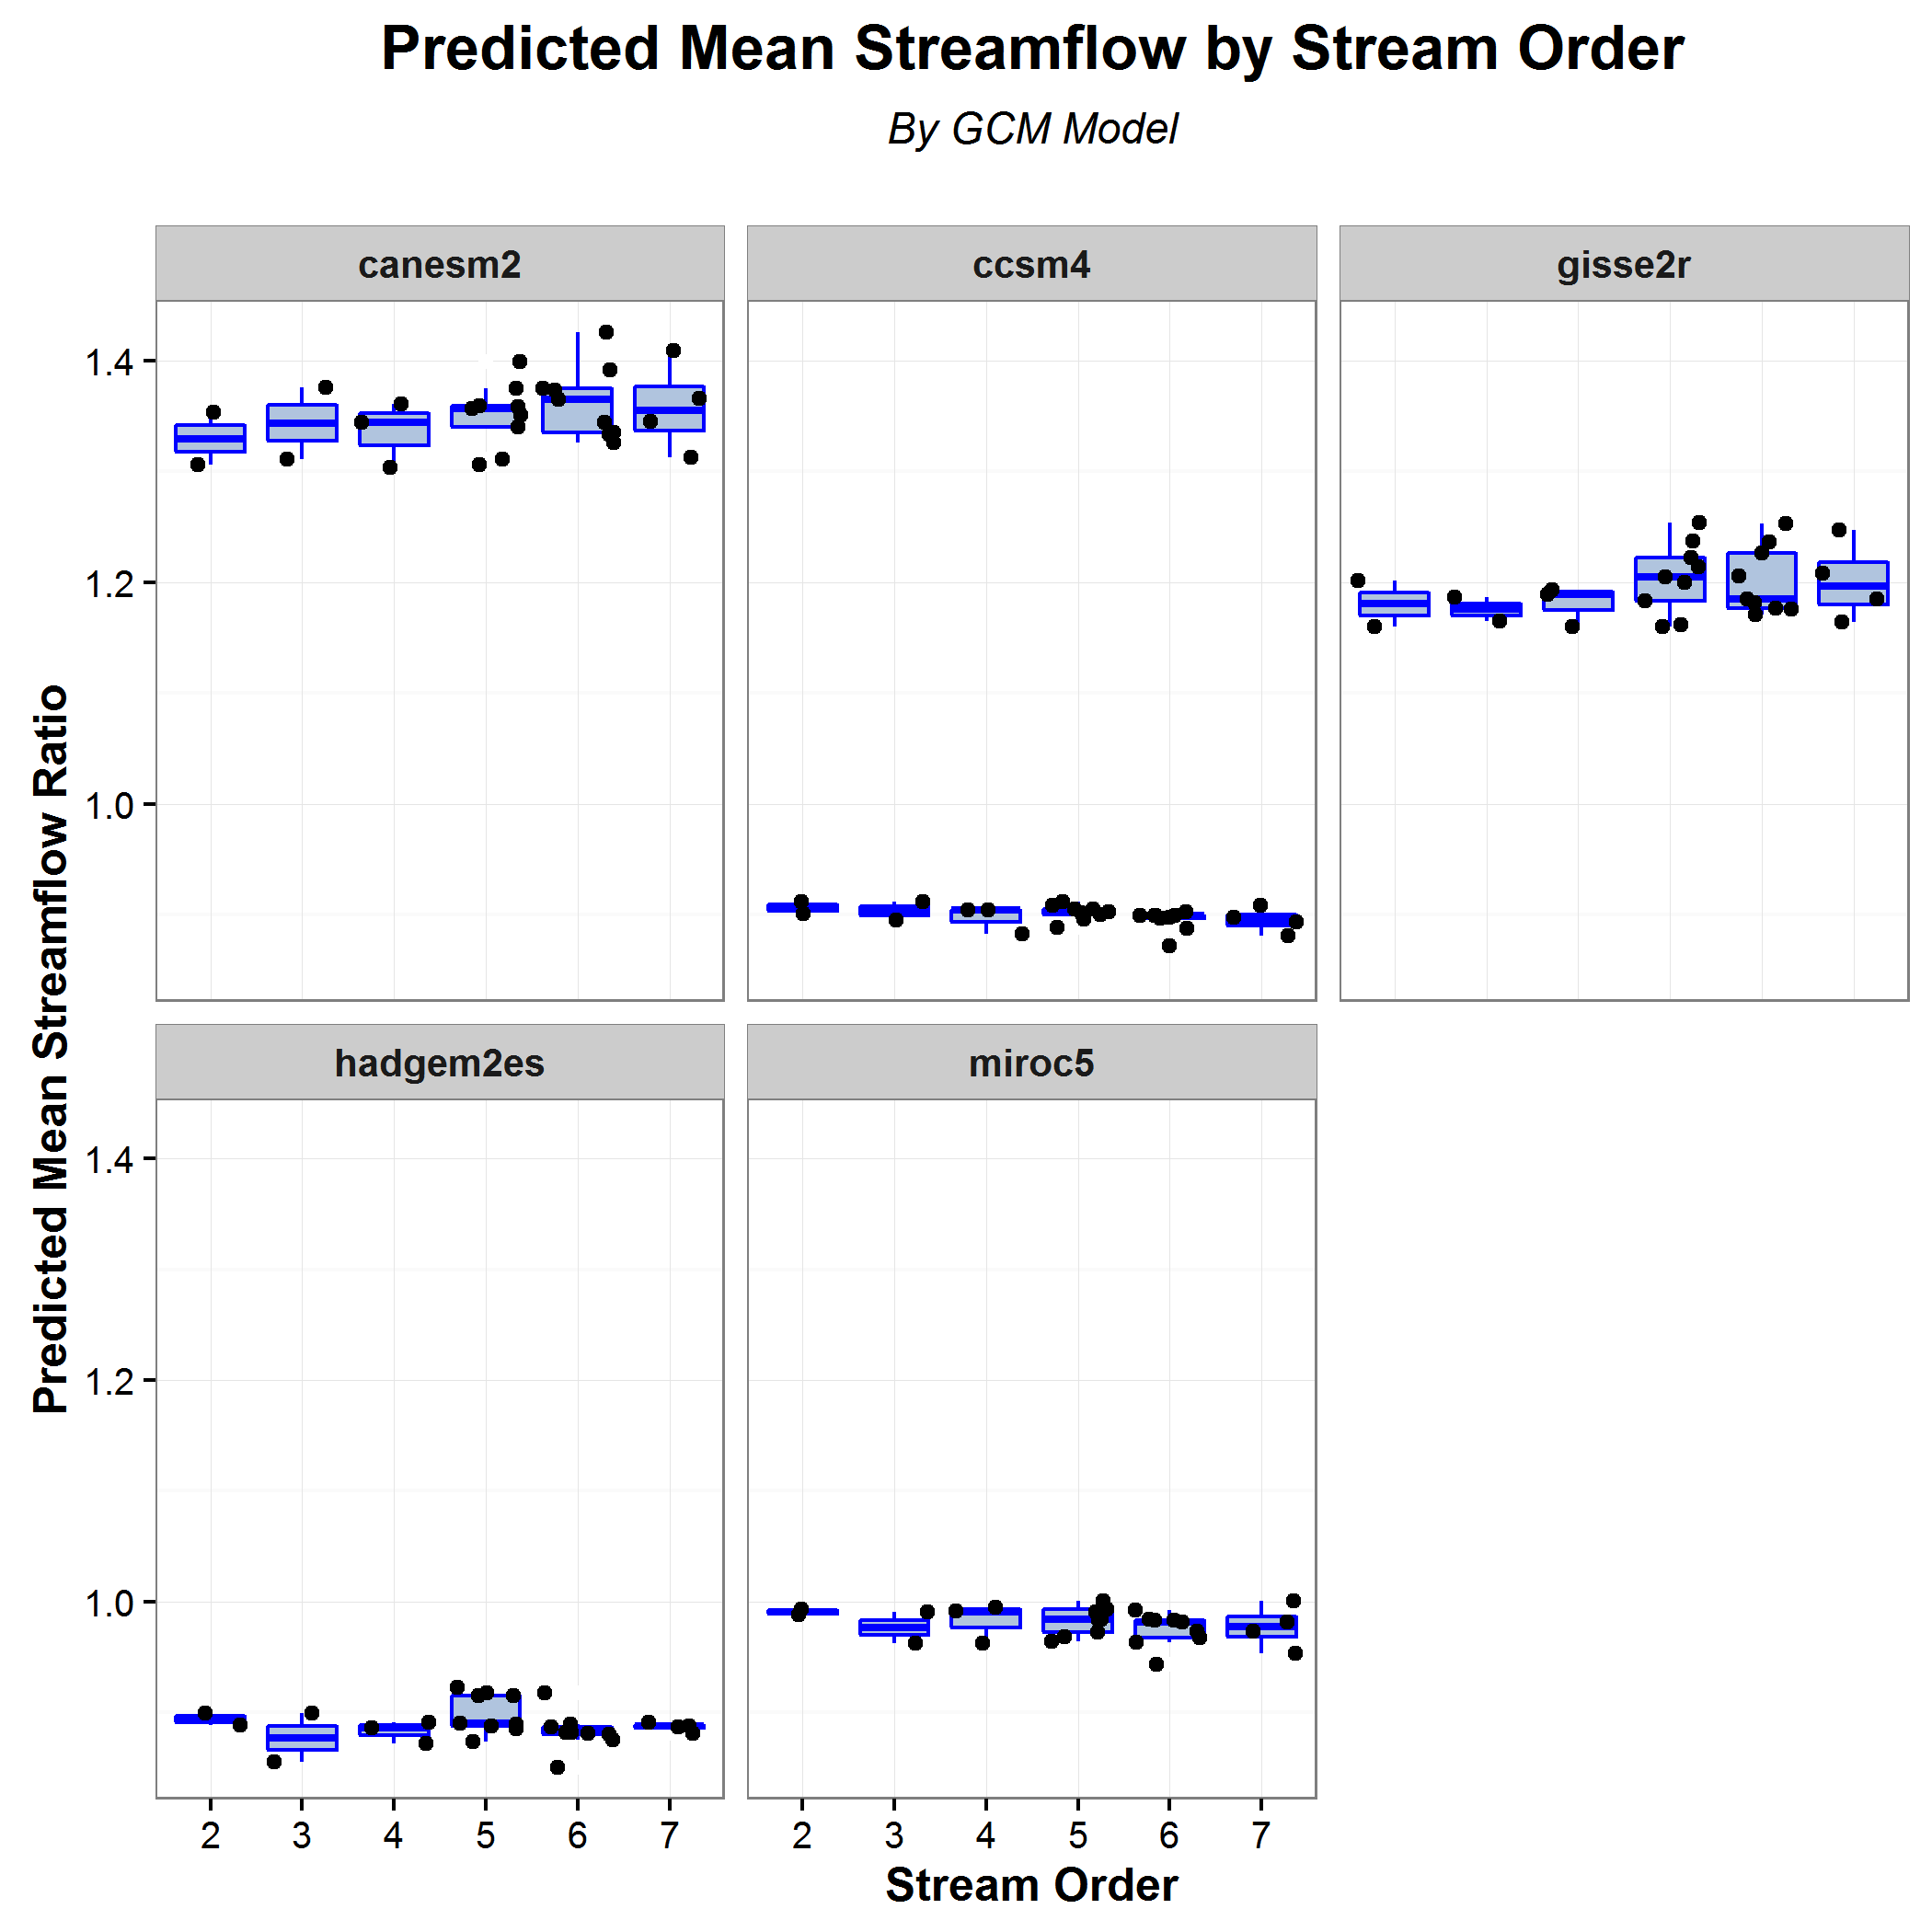 Predicted Mean Streamflow by Stream Order
By GCM Model
canesm2
ccsm4
gisse2r
1.4
1.2
1.0
Predicted Mean Streamflow Ratio
hadgem2es
miroc5
1.4
1.2
1.0
2 3 4 5 6 7
2 3 4 5 6 7
Stream Order